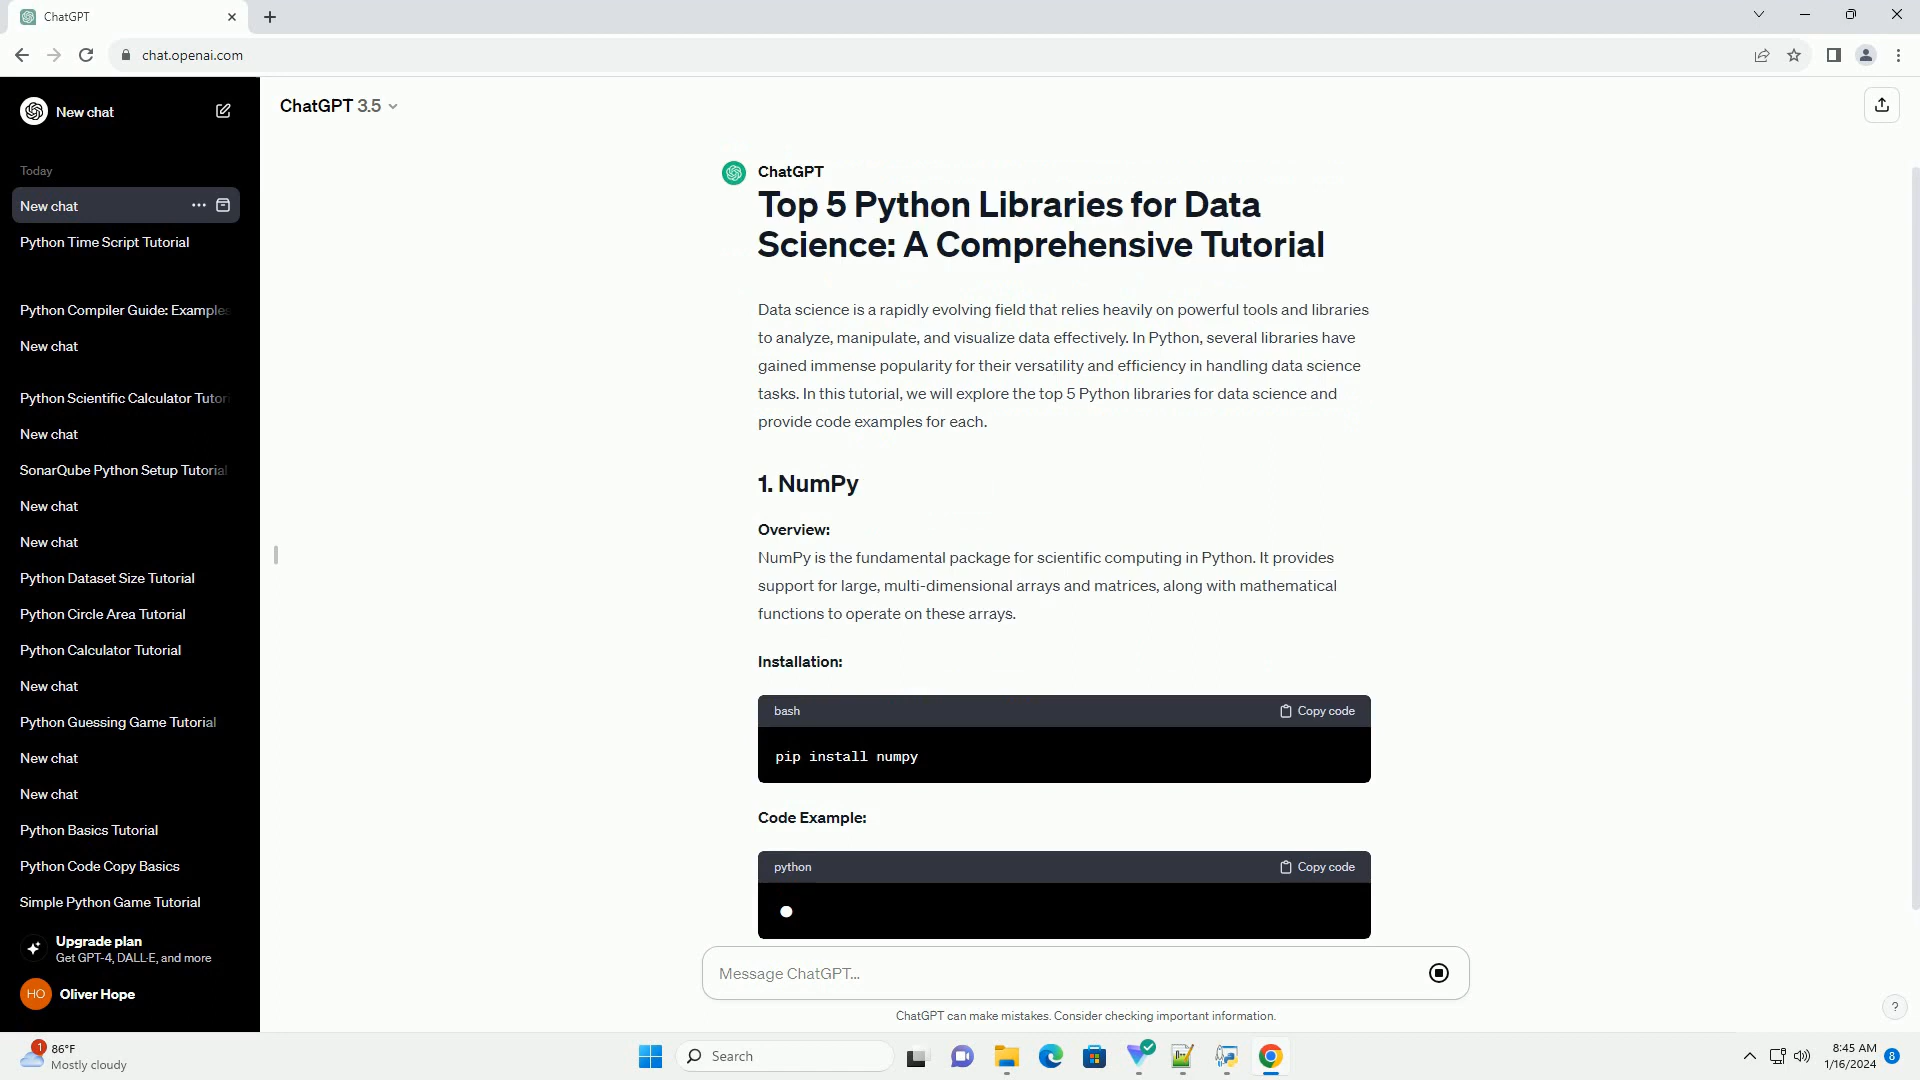 ChatGPT
chat.openai.com
New chat
Today
New chat
Python Time Script Tutorial
Python Compiler Guide: Examples
New chat
Python Scientific Calculator Tutori
New chat
SonarQube Python Setup Tutorial
New chat
New chat
Python Dataset Size Tutorial
Python Circle Area Tutorial
Python Calculator Tutorial
New chat
Python Guessing Game Tutorial
New chat
New chat
Python Basics Tutorial
Python Code Copy Basics
Simple Python Game Tutorial
Upgrade plan
Get GPT-4, DALL·E, and more
HO Oliver Hope
ChatGPT 3.5
ChatGPT
Top 5 Python Libraries for Data
Science: A Comprehensive Tutorial
Data science is a rapidly evolving field that relies heavily on powerful tools and libraries
to analyze, manipulate, and visualize data effectively. In Python, several libraries have
gained immense popularity for their versatility and efficiency in handling data science
tasks. In this tutorial, we will explore the top 5 Python libraries for data science and
provide code examples for each.
1. NumPy
Overview:
NumPy is the fundamental package for scientific computing in Python. It provides
support for large, multi-dimensional arrays and matrices, along with mathematical
functions to operate on these arrays.
Installation:
bash Copy code
pip install numpy
Code Example:
python Copy code
Message ChatGPT...
ChatGPT can make mistakes. Consider checking important information.
?
1 86°F
Mostly cloudy
Search
8:45 AM
1/16/2024 8